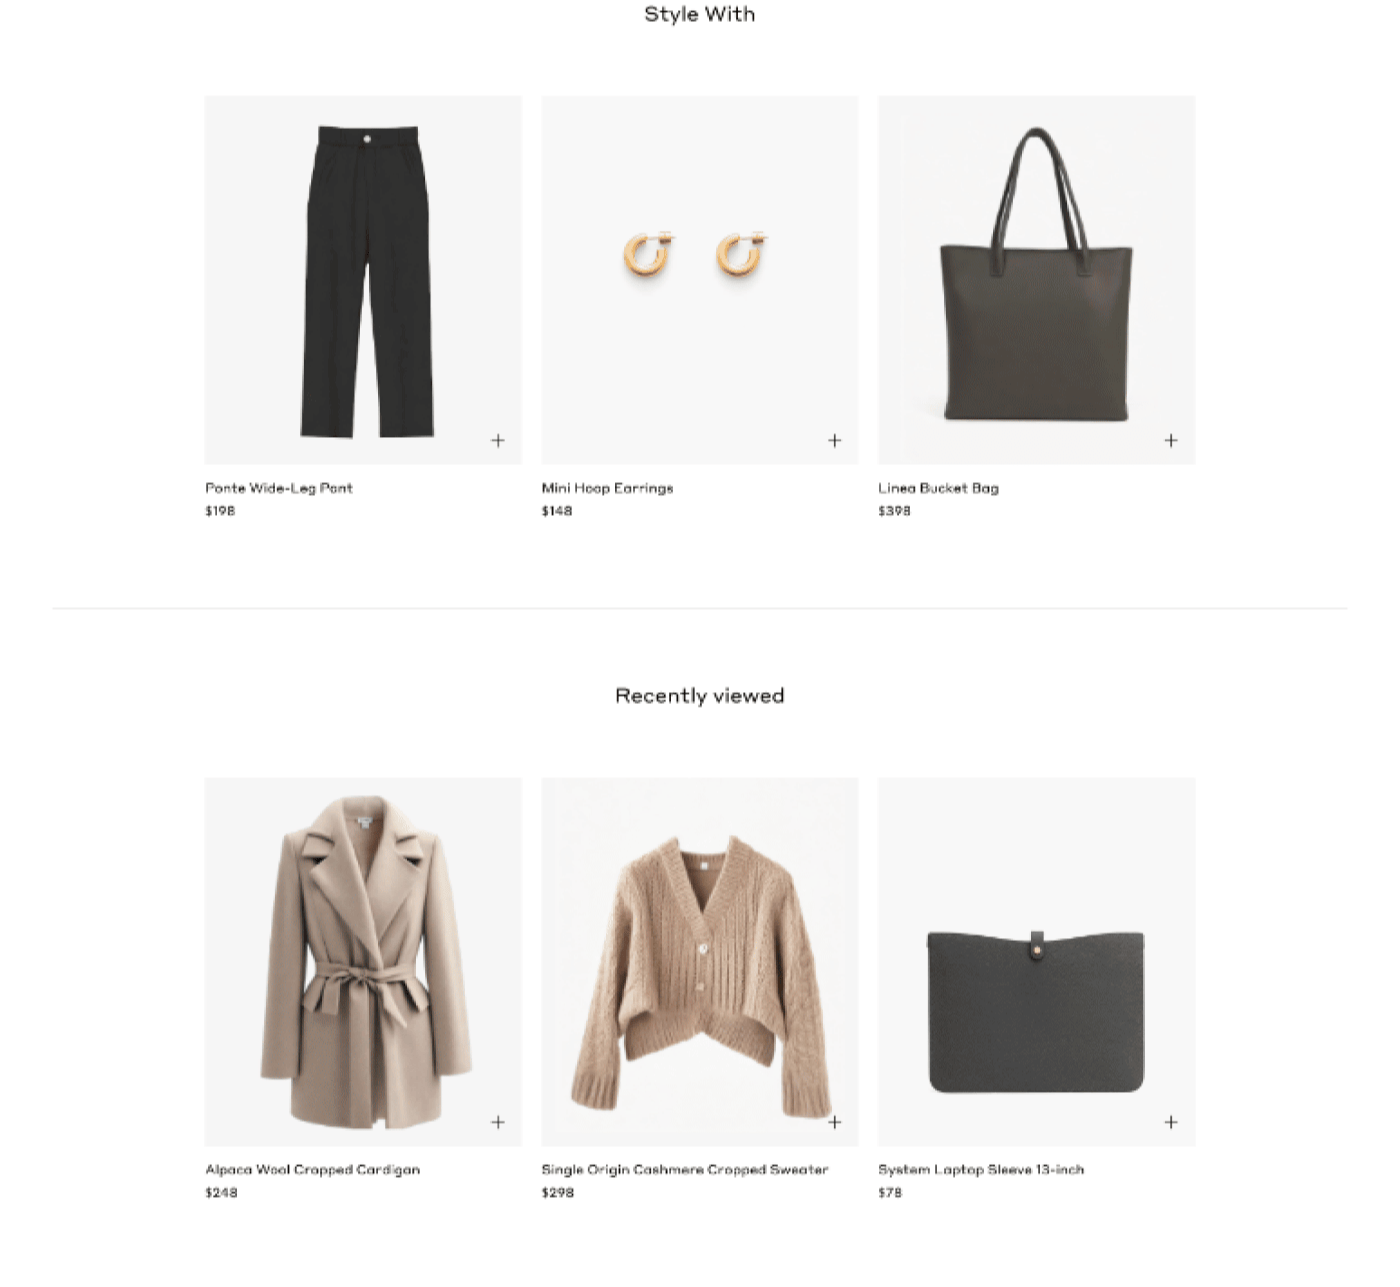 Style With
Ponte Wide-Leg Pant
$198
Mini Hoop Earrings
$148
Linea Bucket Bag
$398
Recently viewed
Alpaca Wool Cropped Cardigan
$248
Single Origin Cashmere Cropped Sweater
$298
System Laptop Sleeve 13-inch
$78